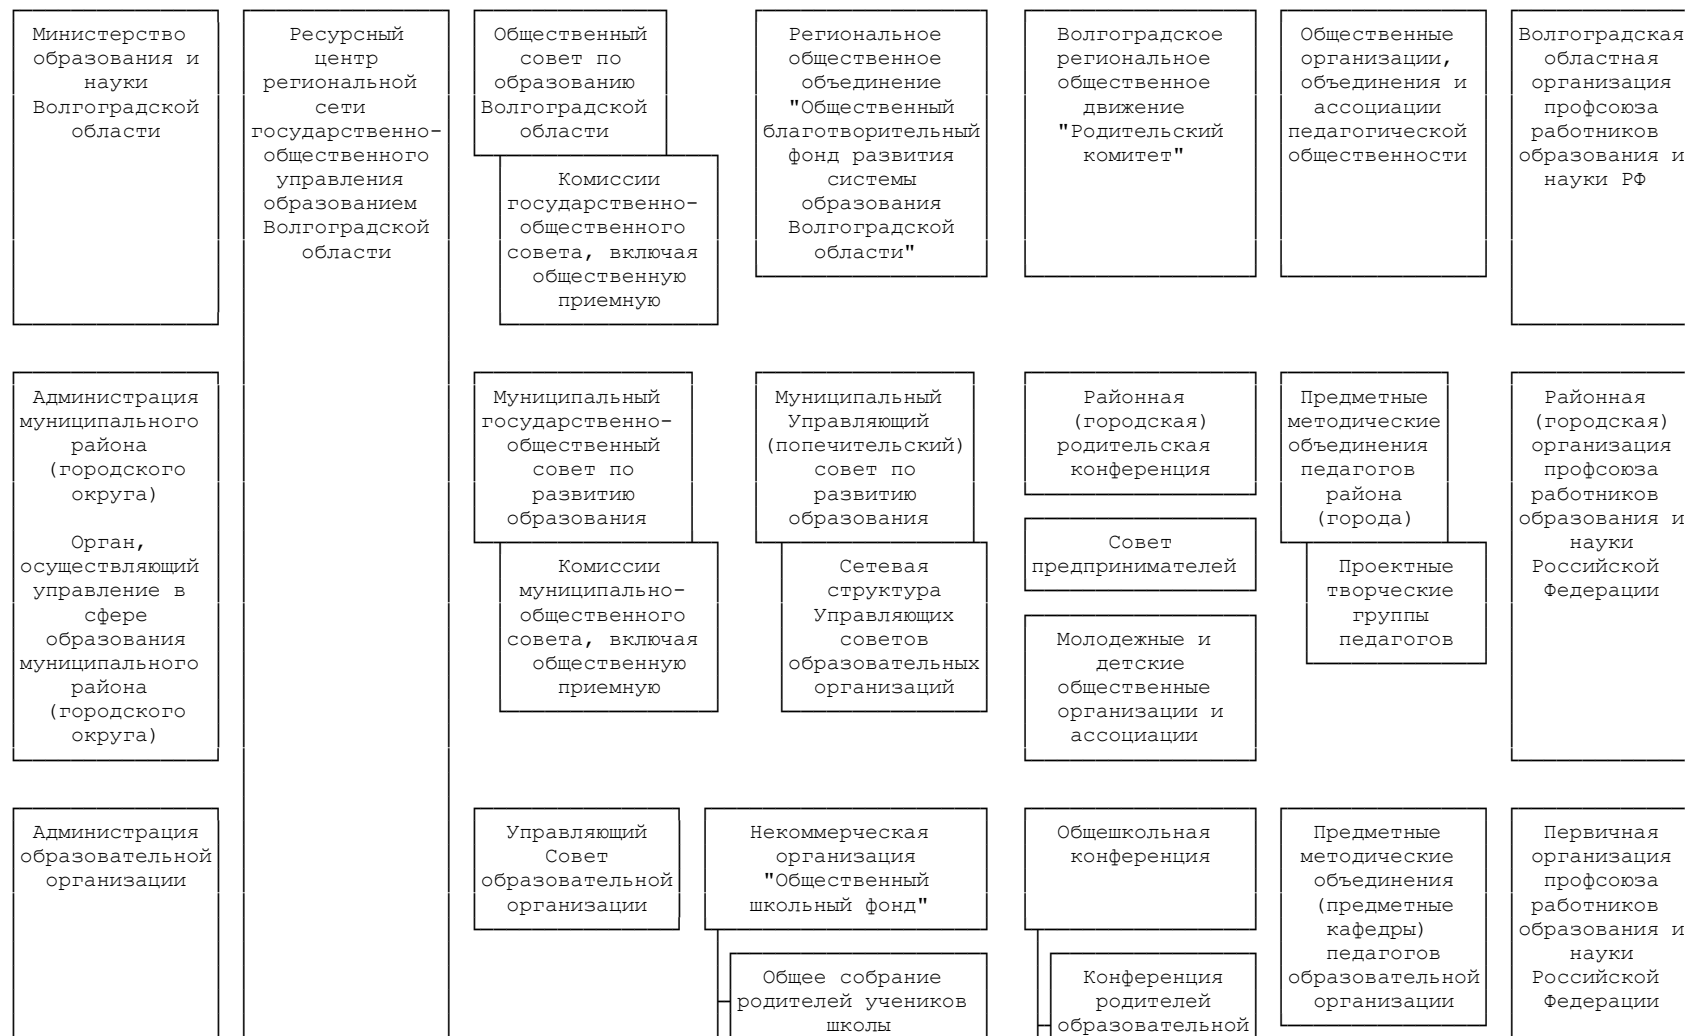 Министерство
образования и
науки
Волгоградской
области
Ресурсный
центр
региональной
сети
государственно-
общественного
управления
образованием
Волгоградской
области
Общественный
совет по
образованию
Волгоградской
области
Комиссии
государственно-
общественного
совета, включая
общественную
приемную
Региональное
общественное
объединение
"Общественный
благотворительный
фонд развития
системы
образования
Волгоградской
области"
Волгоградское
региональное
общественное
движение
"Родительский
комитет"
Общественные
организации,
объединения и
ассоциации
педагогической
общественности
Волгоградская
областная
организация
профсоюза
работников
образования и
науки РФ
Администрация
муниципального
района
(городского
округа)
Орган,
осуществляющий
управление в
сфере
образования
муниципального
района
(городского
округа)
Муниципальный
государственно-
общественный
совет по
развитию
образования
Комиссии
муниципально-
общественного
совета, включая
общественную
приемную
Муниципальный
Управляющий
(попечительский)
совет по
развитию
образования
Сетевая
структура
Управляющих
советов
образовательных
организаций
Районная
(городская)
родительская
конференция
Совет
предпринимателей
Молодежные и
детские
общественные
организации и
ассоциации
Предметные
методические
объединения
педагогов
района
(города)
Проектные
творческие
группы
педагогов
Районная
(городская)
организация
профсоюза
работников
образования и
науки
Российской
Федерации
Администрация
образовательной
организации
Управляющий
Совет
образовательной
организации
Некоммерческая
организация
"Общественный
школьный фонд"
Общее собрание
родителей учеников
школы
Общешкольная
конференция
Конференция
родителей
образовательной
Предметные
методические
объединения
(предметные
кафедры)
педагогов
образовательной
организации
Первичная
организация
профсоюза
работников
образования и
науки
Российской
Федерации